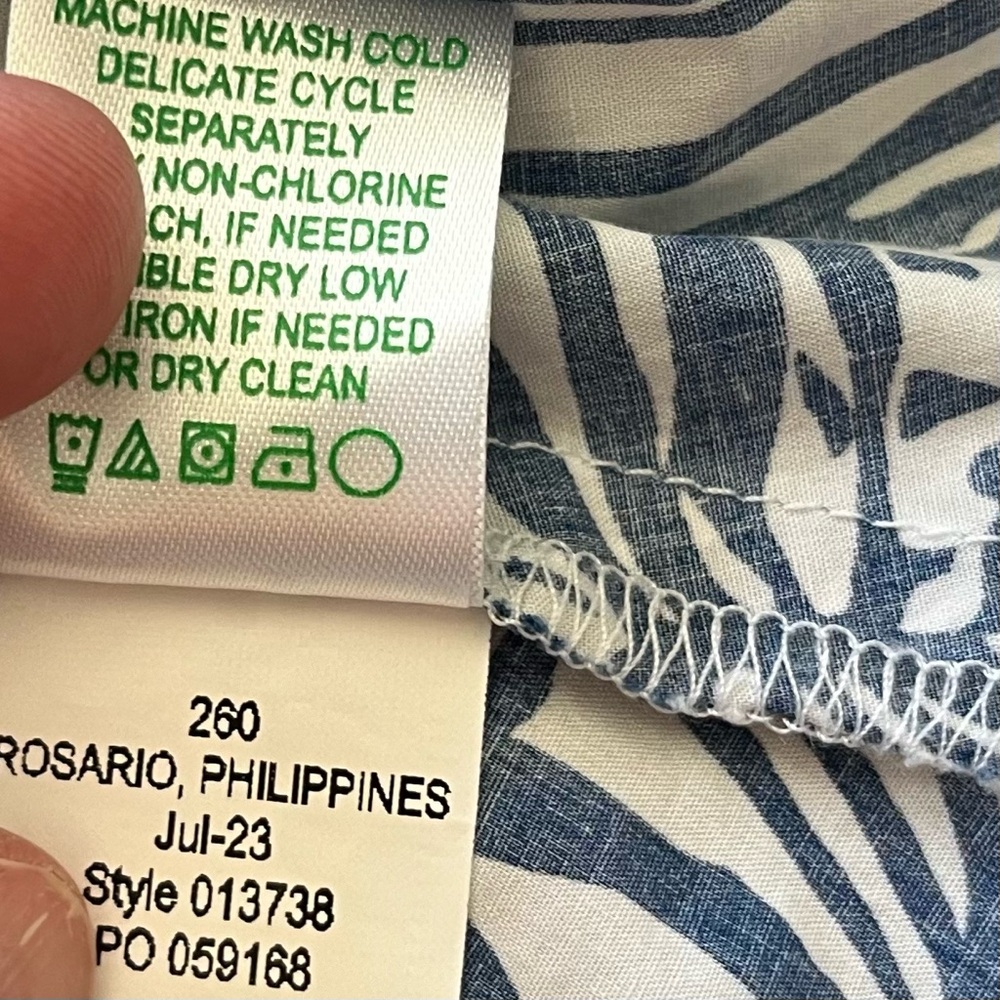 MACHINE WASH COLD
DELICATE CYCLE
SEPARATELY
NON-CHLORINE
IF NEEDED
DRY LOW
IRON IF NEEDED
OR DRY CLEAN
260
ROSARIO, PHILIPPINES
Jul-23
Style 013738
PO 059168